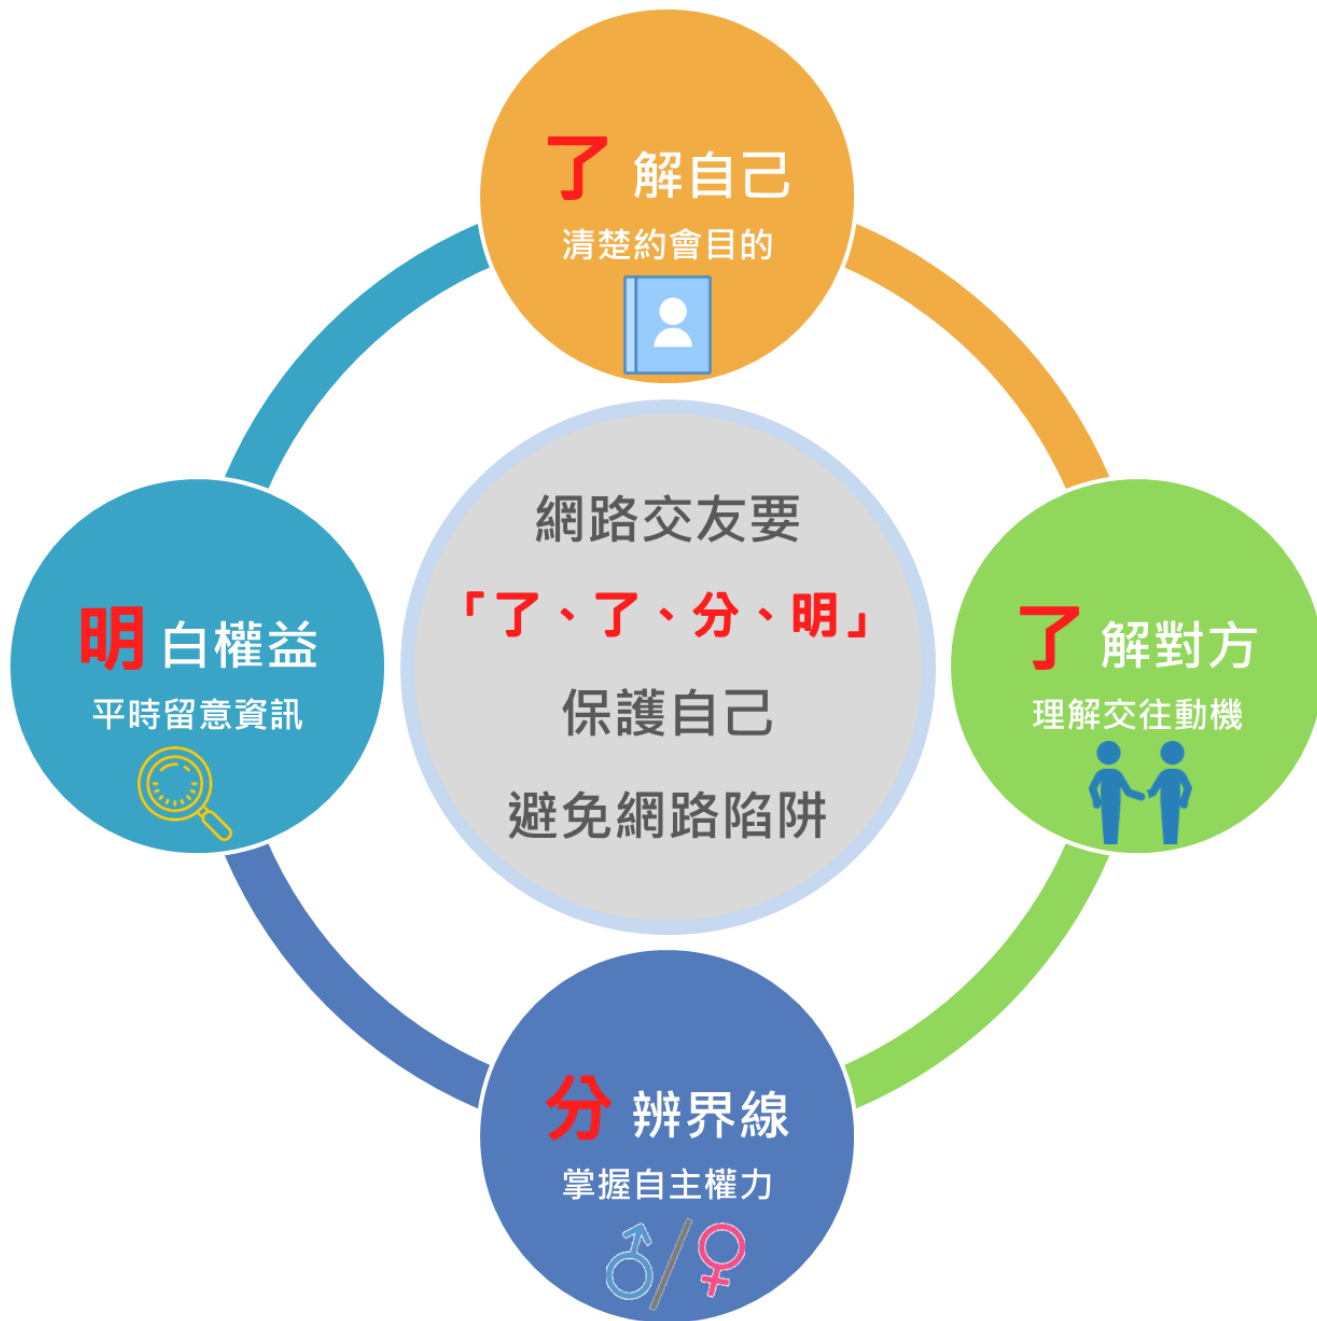 了解自己
清楚約會目的
網路交友要
「了、了、分、明」
保護自己
避免網路陷阱
明白權益
平時留意資訊
了解對方
理解交往動機
分辨界線
掌握自主權力